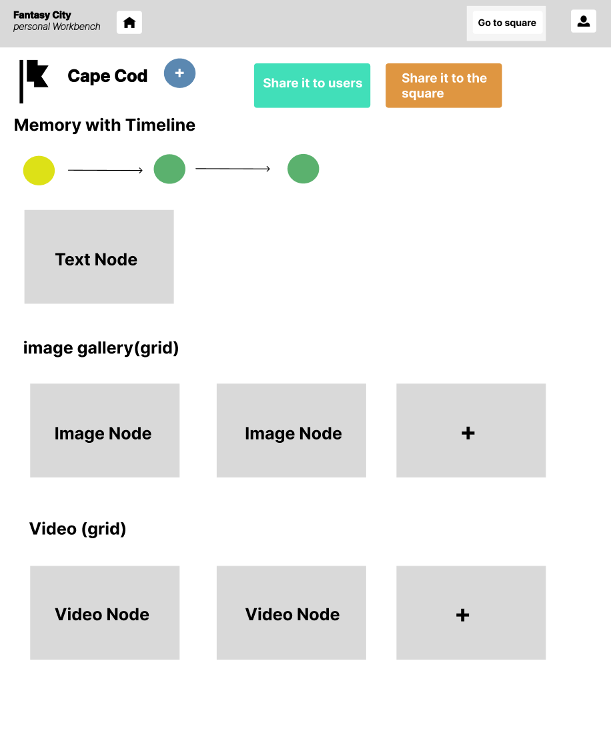 Fantasy City
personal Workbench
Go to square
Cape Cod
+
Share it to users
Share it to the
square
Memory with Timeline
Text Node
image gallery(grid)
Image Node
Image Node
+
Video (grid)
Video Node
Video Node
+